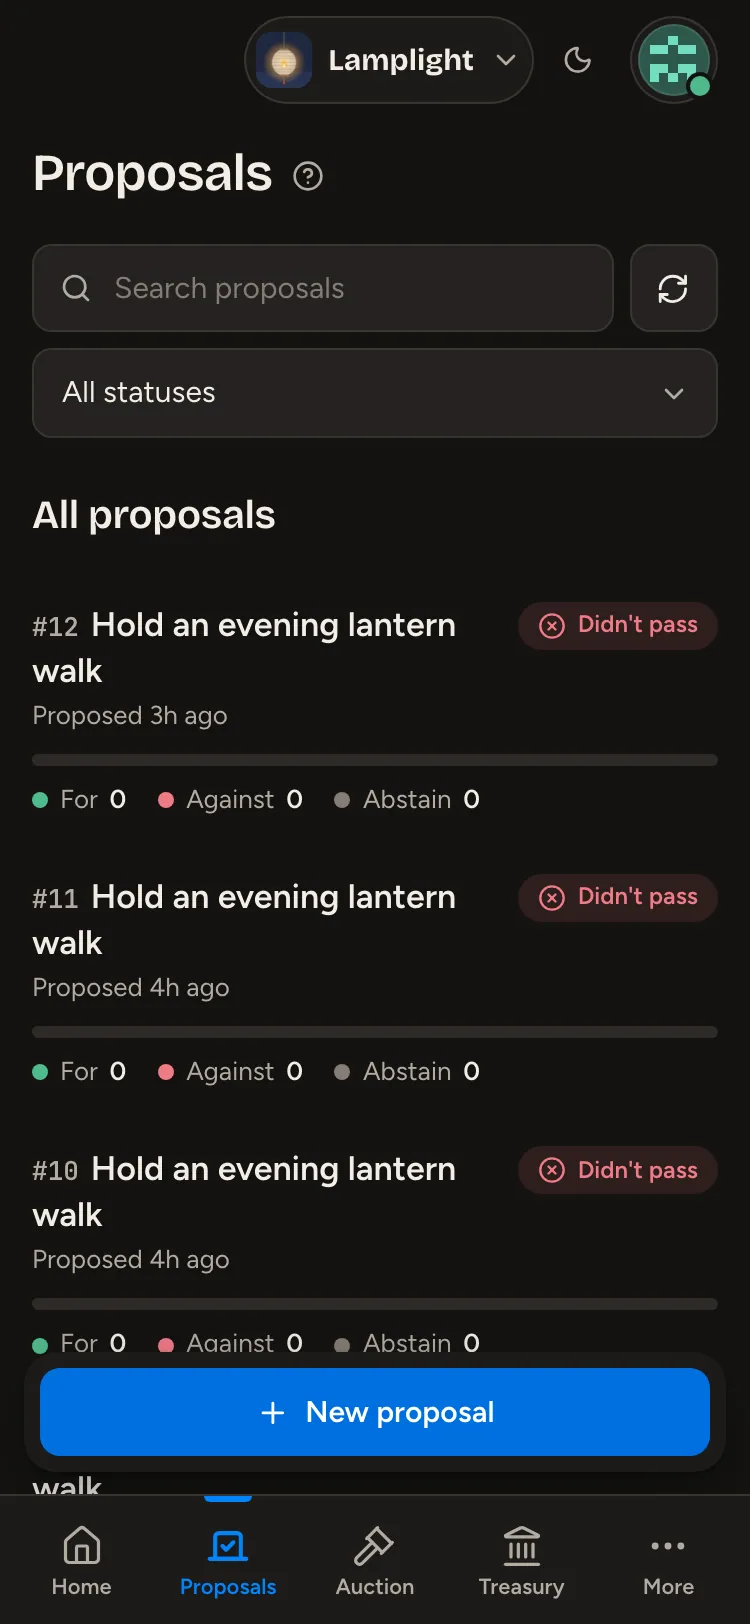 Lamplight
Proposals
Search proposals
All statuses
All proposals
#12 Hold an evening lantern
walk
Didn't pass
Proposed 3h ago
For 0 Against 0 Abstain 0
#11 Hold an evening lantern
walk
Didn't pass
Proposed 4h ago
For 0 Against 0 Abstain 0
#10 Hold an evening lantern
walk
Didn't pass
Proposed 4h ago
For 0 Against 0 Abstain 0
New proposal
walk
Home Proposals Auction Treasury More